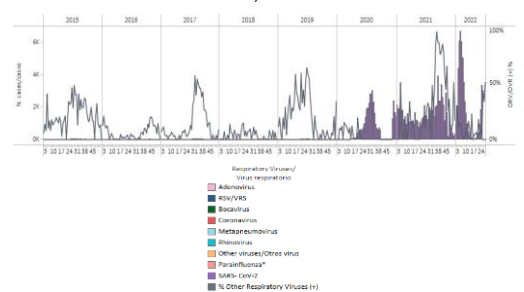 2015 2016 2017 2018 2019 2020 2021 2022
6K
4K
2K
0K
N. cases/casos
100%
50%
0%
ORV/OVR (+) %
3 10 17 24 31 38 45 3 10 17 24 31 38 45 3 10 17 24 31 38 45 3 10 17 24 31 38 45 3 10 17 24 31 38 45 3 10 17 24 31 38 45 3 10 17 24 31 38 45 3 10 17 24
Respiratory Viruses/
Virus respiratorio
Adenovirus
RSV/VRS
Bocavirus
Coronavirus
Metapneumovirus
Rhinovirus
Other viruses/Otros virus
Parainfluenza*
SARS- CoV-2
% Other Respiratory Viruses (+)